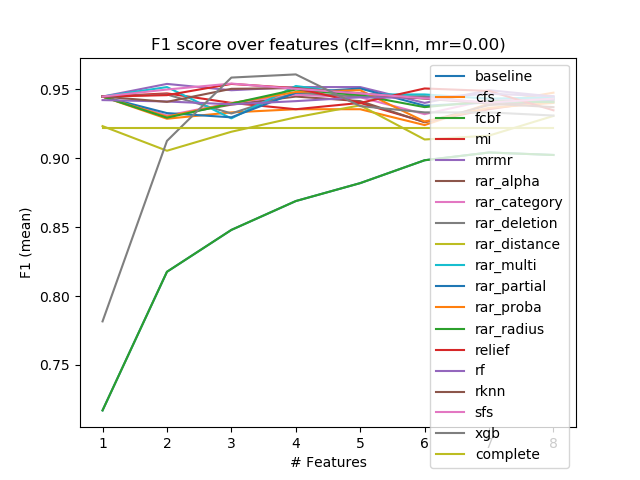 F1 score over features (clf=knn, mr=0.00)
F1 (mean)
0.95
0.90
0.85
0.80
0.75
1 2 3 4 5 6 7 8
# Features
baseline
cfs
fcbf
mi
mrmr
rar_alpha
rar_category
rar_deletion
rar_distance
rar_multi
rar_partial
rar_proba
rar_radius
relief
rf
rknn
sfs
xgb
complete